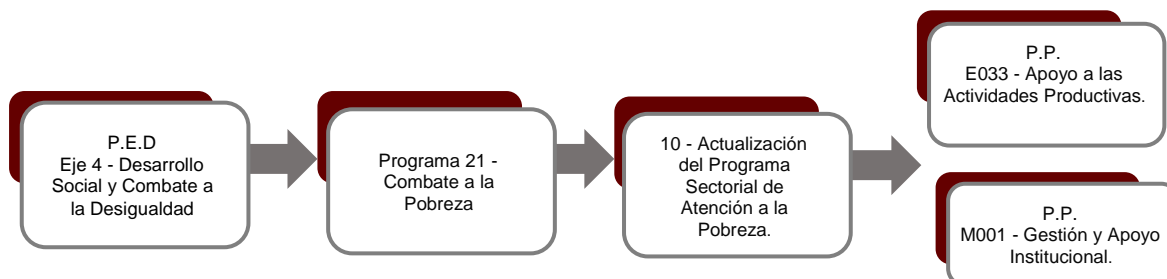 P.E.D
Eje 4 - Desarrollo
Social y Combate a
la Desigualdad
Programa 21 -
Combate a la
Pobreza
10 - Actualización
del Programa
Sectorial de
Atención a la
Pobreza.
P.P.
E033 - Apoyo a las
Actividades Productivas.
P.P.
M001 - Gestión y Apoyo
Institucional.